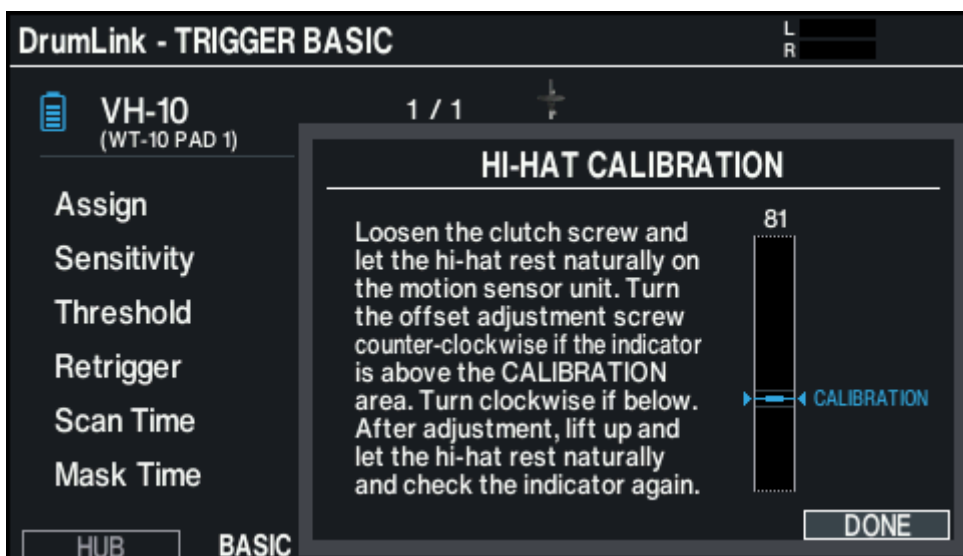 DrumLink - TRIGGER BASIC
L
R
VH-10
1 / 1
(WT-10 PAD 1)
HI-HAT CALIBRATION
Assign
Sensitivity
Threshold
Retrigger
Scan Time
Mask Time
81
Loosen the clutch screw and
let the hi-hat rest naturally on
the motion sensor unit. Turn
the offset adjustment screw
counter-clockwise if the indicator
is above the CALIBRATION
area. Turn clockwise if below.
After adjustment, lift up and
let the hi-hat rest naturally
and check the indicator again.
CALIBRATION
DONE
HUB
BASIC